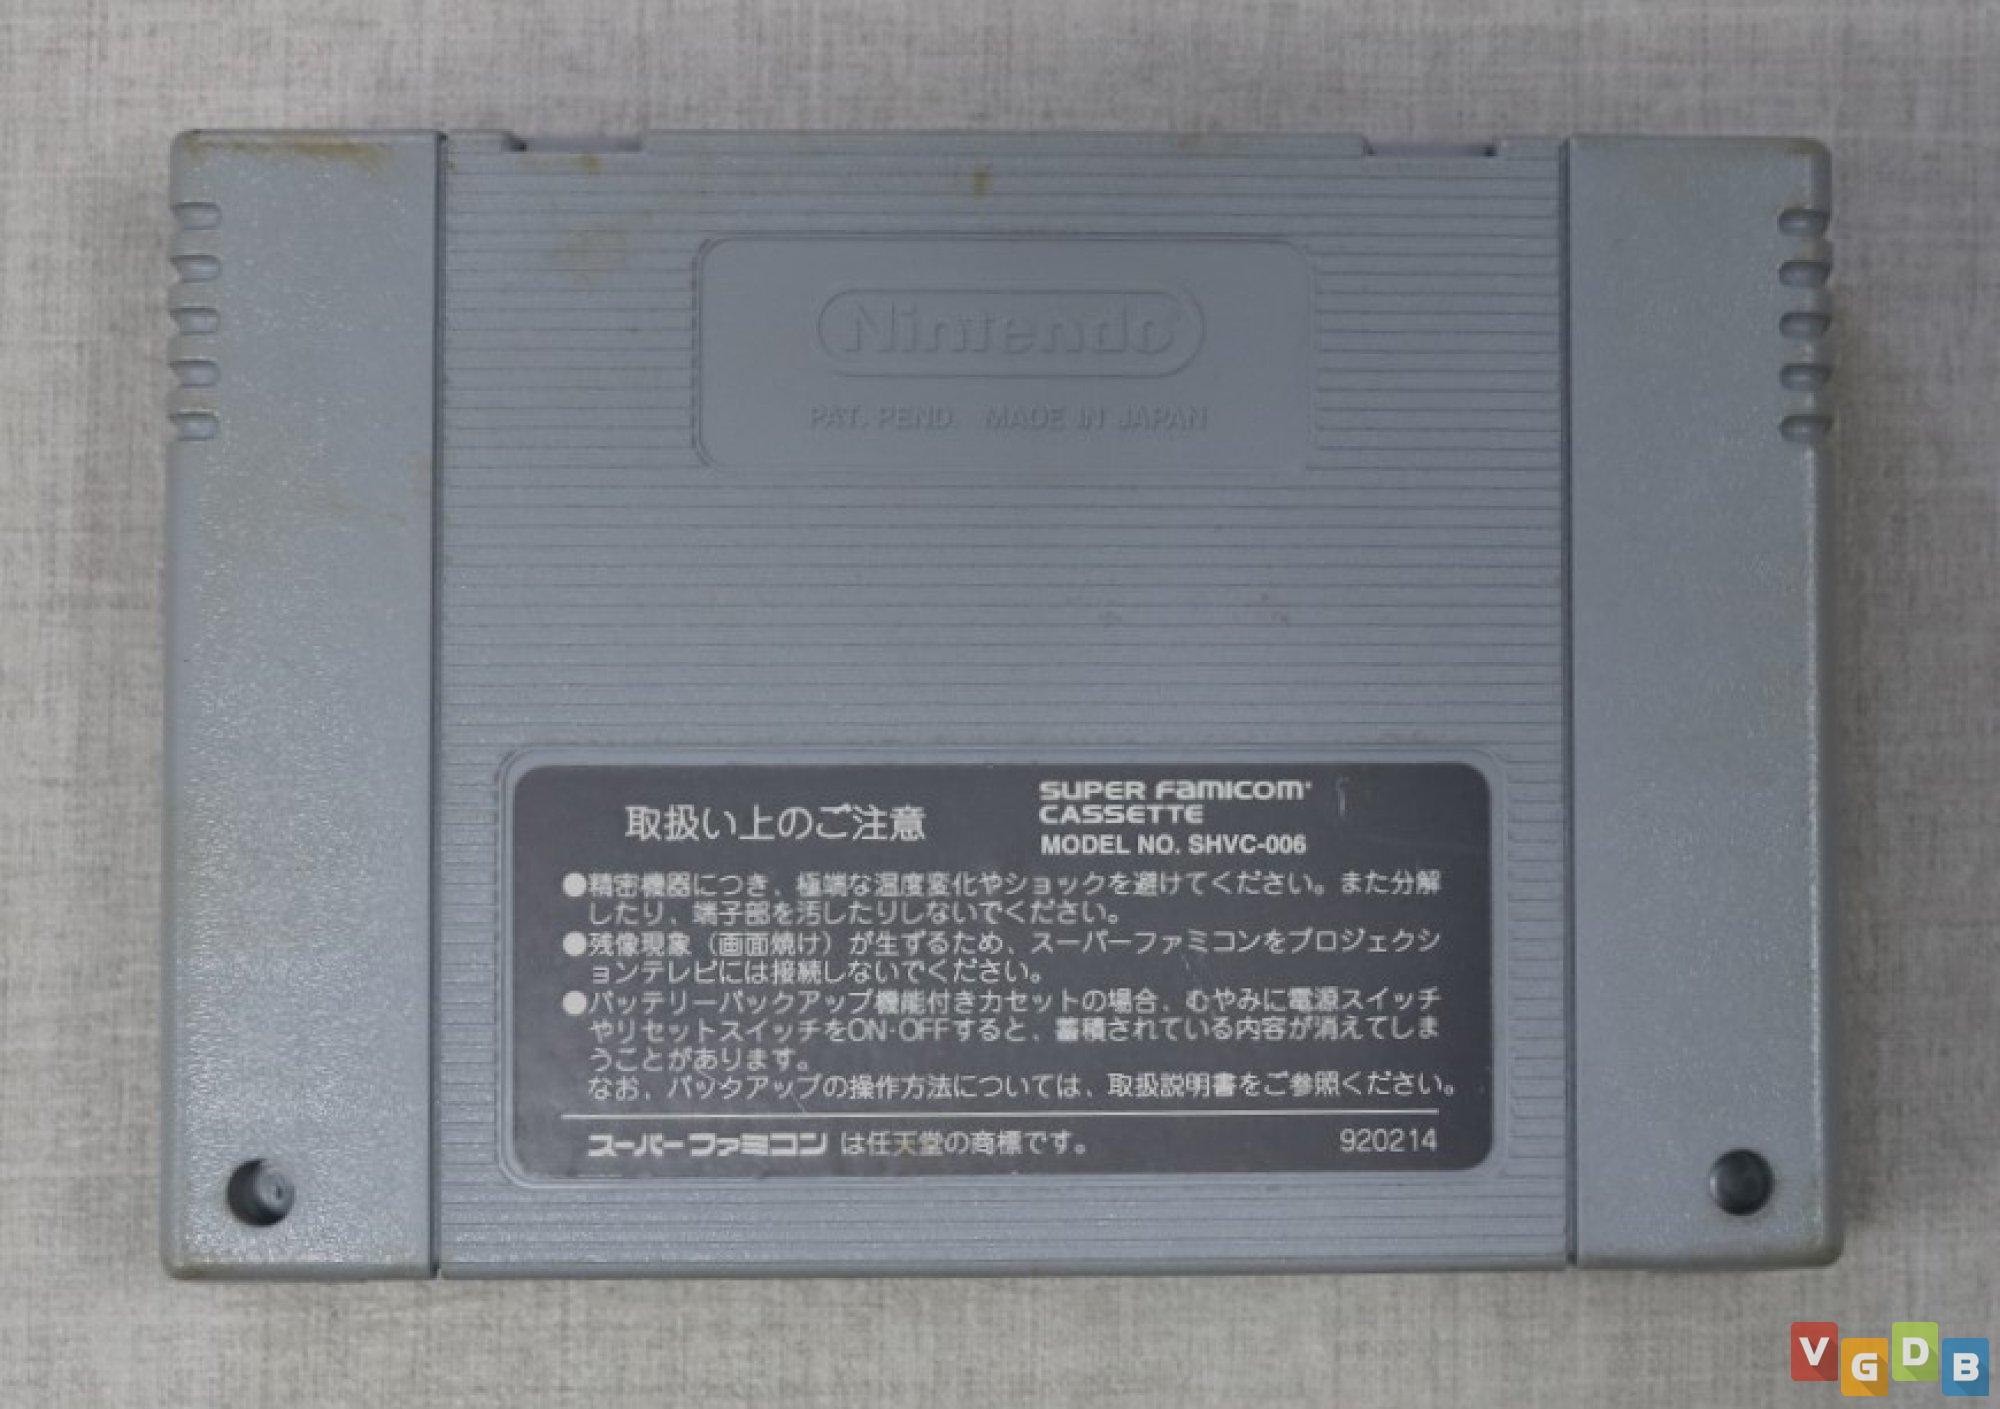 Nintendo
PAT. PEND. MADE IN JAPAN
取扱い上のご注意
SUPER FAMICOM
CASSETTE
MODEL NO. SHVC-006
●精密機器につき、極端な温度変化やショックを避けてください。また分解
したり、端子部を汚したりしないでください。
●残像現象（画面焼け）が生ずるため、スーパーファミコンをプロジェクシ
ョンテレビには接続しないでください。
●バッテリーバックアップ機能付きカセットの場合、むやみに電源スイッチ
やリセットスイッチをON・OFFすると、蓄積されている内容が消えてしま
うことがあります。
なお、バックアップの操作方法については、取扱説明書をご参照ください。
スーパーファミコン は任天堂の商標です。
920214
VGDB